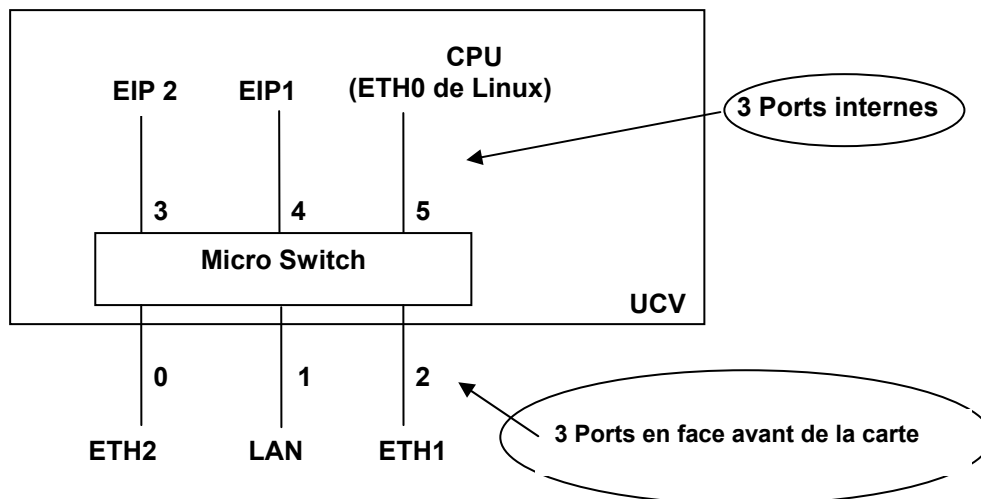 CPU
EIP 2 EIP1 (ETH0 de Linux)
3 Ports internes
3 4 5
Micro Switch
UCV
0 1 2
3 Ports en face avant de la carte
ETH2 LAN ETH1